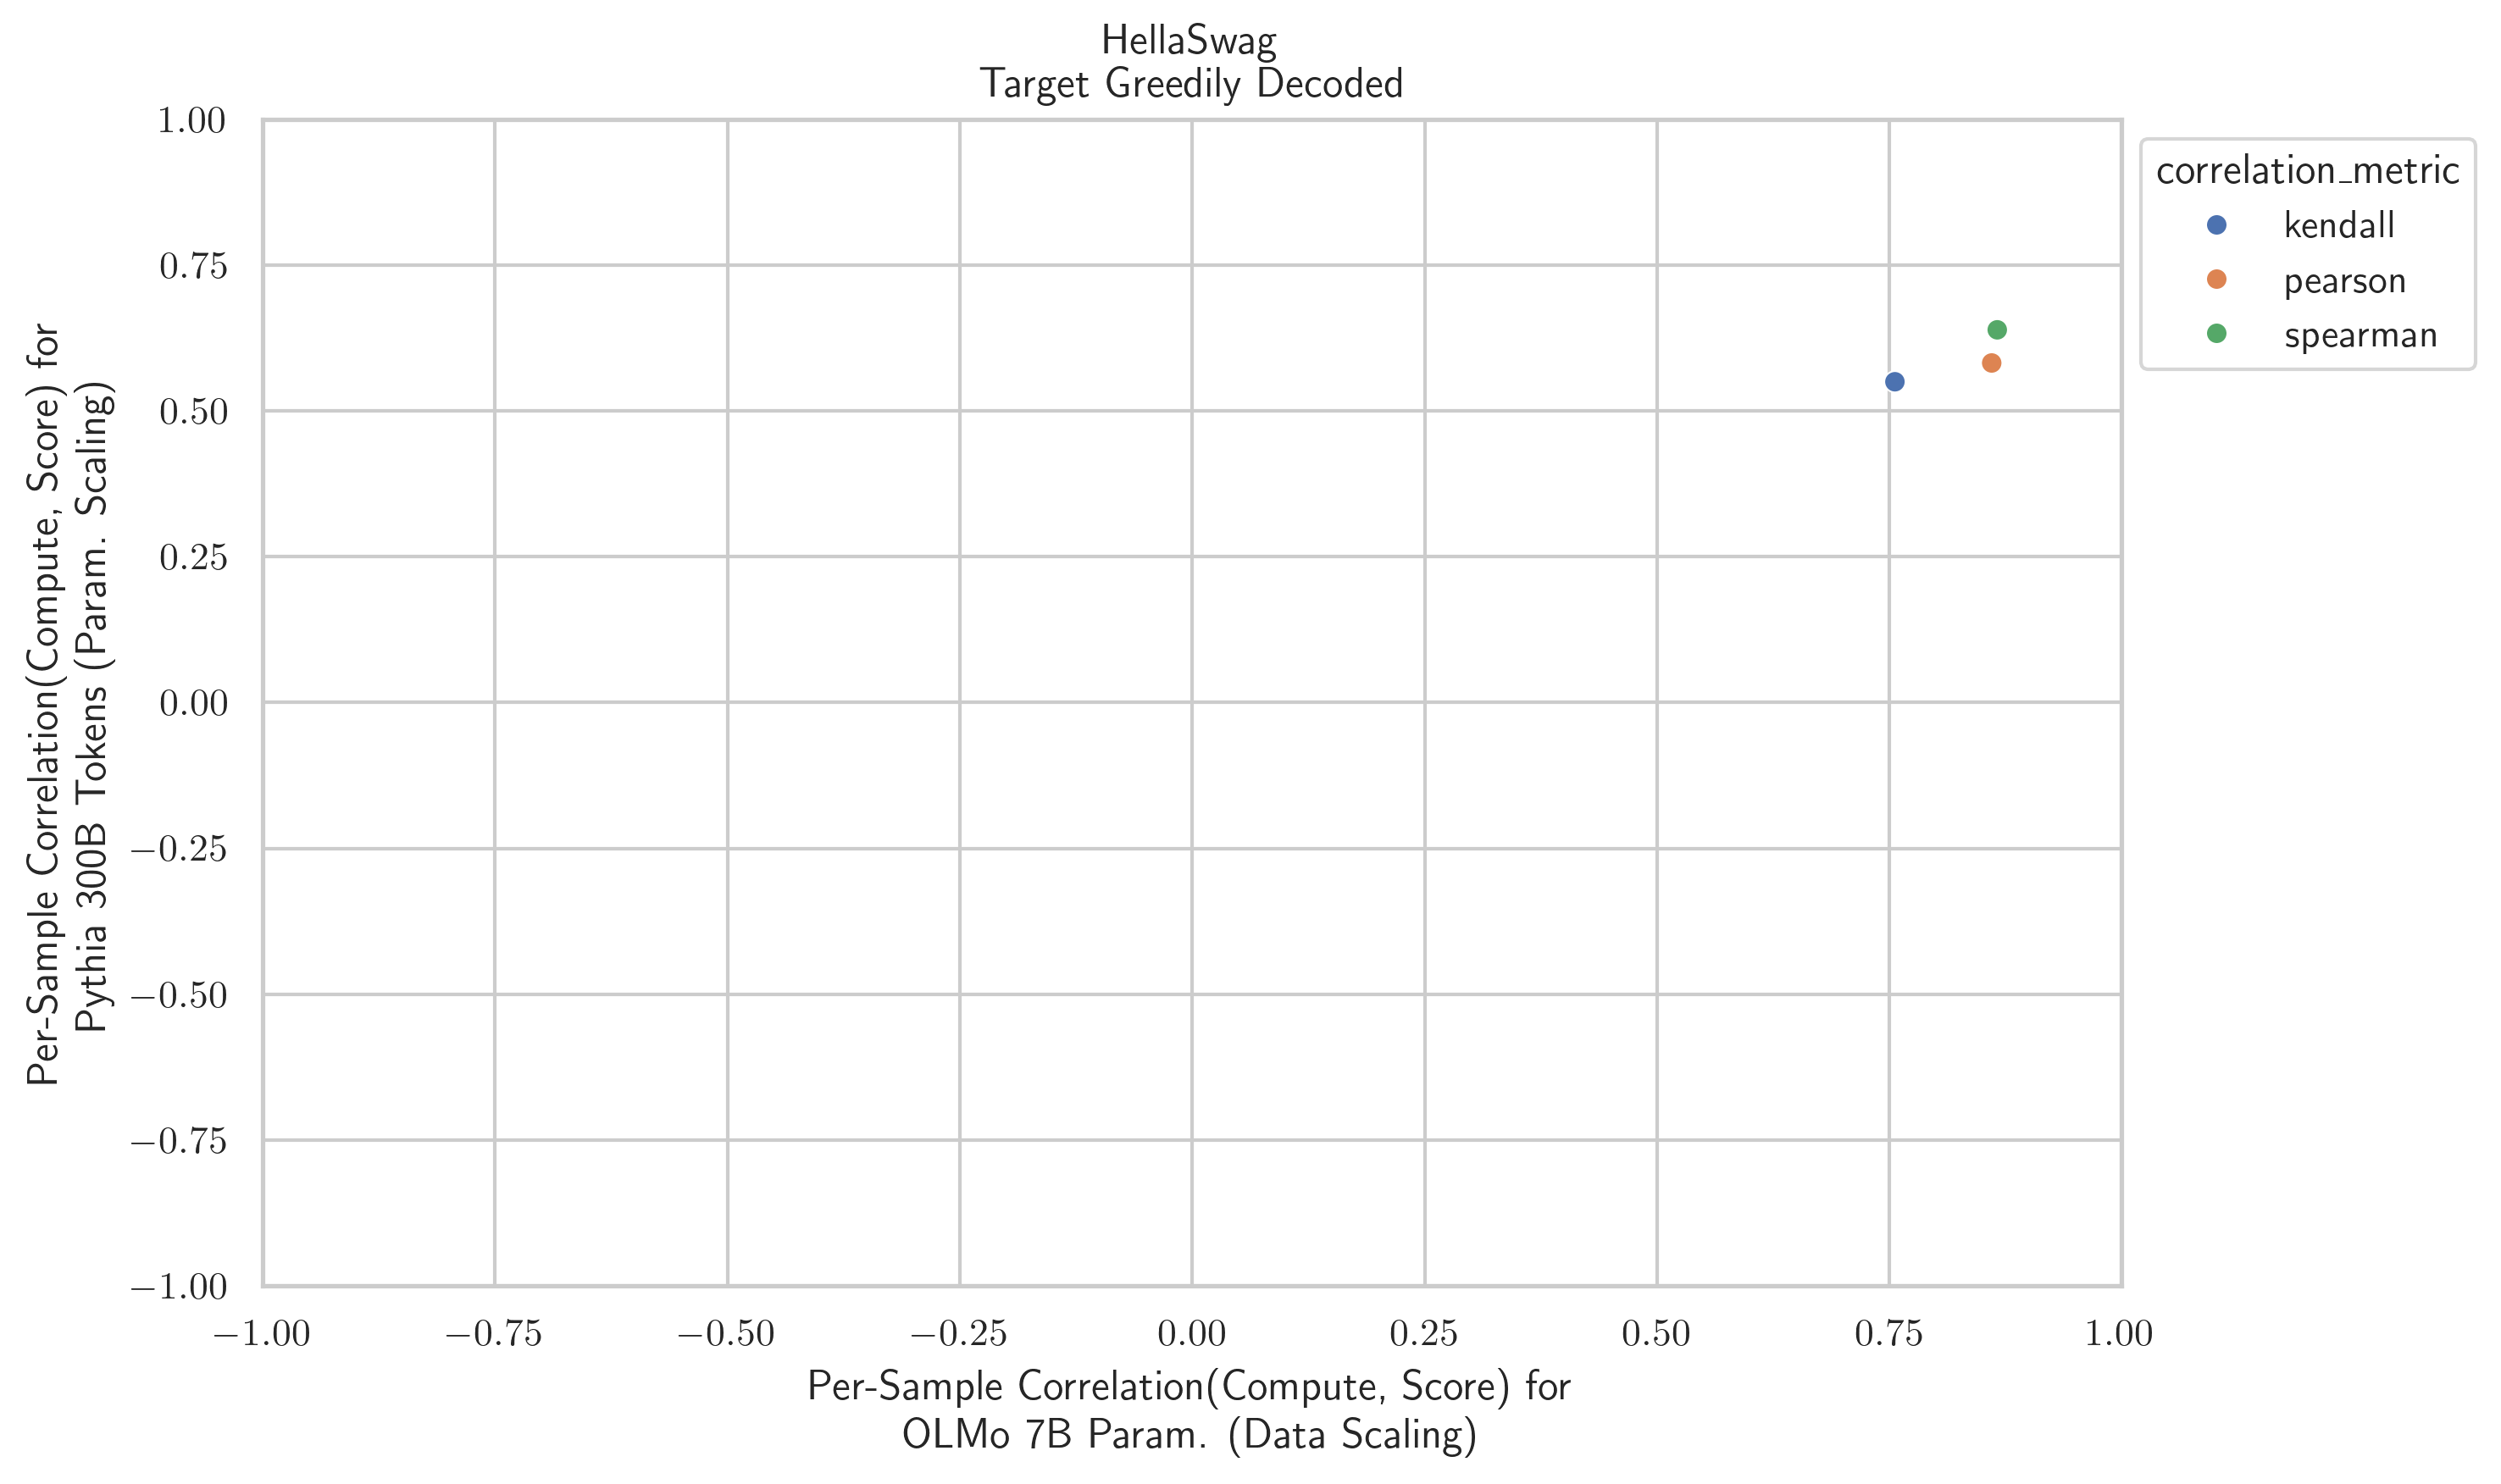 HellaSwag
Target Greedily Decoded
1.00
0.75
0.50
0.25
0.00
−0.25
−0.50
−0.75
−1.00
Per-Sample Correlation(Compute, Score) for
Pythia 300B Tokens (Param. Scaling)
−1.00
−0.75
−0.50
−0.25
0.00
0.25
0.50
0.75
1.00
Per-Sample Correlation(Compute, Score) for
OLMo 7B Param. (Data Scaling)
correlation_metric
kendall
pearson
spearman